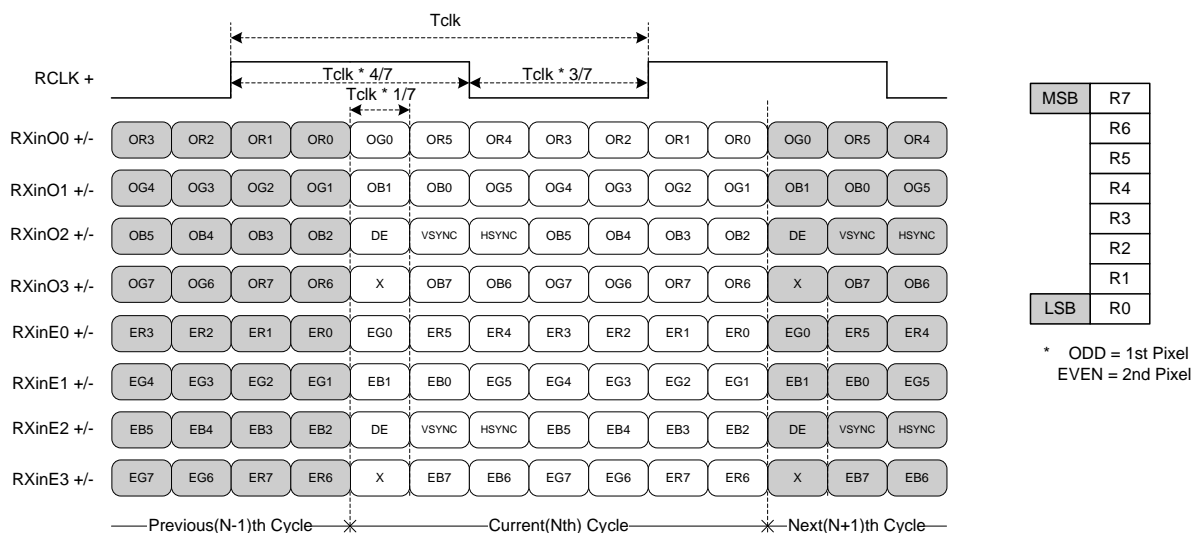 Tclk
RCLK +
Tclk * 4/7
Tclk * 3/7
Tclk * 1/7
RXinO0 +/- OR3 OR2 OR1 OR0 OG0 OR5 OR4 OR3 OR2 OR1 OR0 OG0 OR5 OR4
RXinO1 +/- OG4 OG3 OG2 OG1 OB1 OB0 OG5 OG4 OG3 OG2 OG1 OB1 OB0 OG5
RXinO2 +/- OB5 OB4 OB3 OB2 DE VSYNC HSYNC OB5 OB4 OB3 OB2 DE VSYNC HSYNC
RXinO3 +/- OG7 OG6 OR7 OR6 X OB7 OB6 OG7 OG6 OR7 OR6 X OB7 OB6
RXinE0 +/- ER3 ER2 ER1 ER0 EG0 ER5 ER4 ER3 ER2 ER1 ER0 EG0 ER5 ER4
RXinE1 +/- EG4 EG3 EG2 EG1 EB1 EB0 EG5 EG4 EG3 EG2 EG1 EB1 EB0 EG5
RXinE2 +/- EB5 EB4 EB3 EB2 DE VSYNC HSYNC EB5 EB4 EB3 EB2 DE VSYNC HSYNC
RXinE3 +/- EG7 EG6 ER7 ER6 X EB7 EB6 EG7 EG6 ER7 ER6 X EB7 EB6
Previous(N-1)th Cycle
Current(Nth) Cycle
Next(N+1)th Cycle
MSB R7
R6
R5
R4
R3
R2
R1
LSB R0
* ODD = 1st Pixel
EVEN = 2nd Pixel